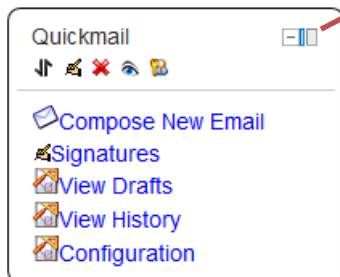 Quickmail
Compose New Email
Signatures
View Drafts
View History
Configuration